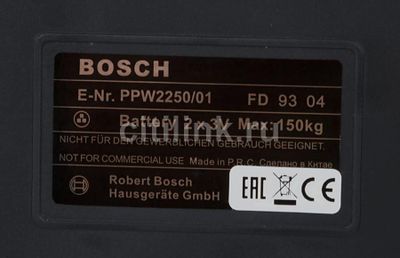 BOSCH
E-Nr. PPW2250/01 FD 93 04
Battery 2 x 3V Max: 150kg
citilink.ru
NICHT FÜR DEN GEWERBLICHEN GEBRAUCH GEEIGNET.
NOT FOR COMMERCIAL USE Made in P.R.C. Сделано в Китае
Robert Bosch
Hausgeräte GmbH
EAC CE